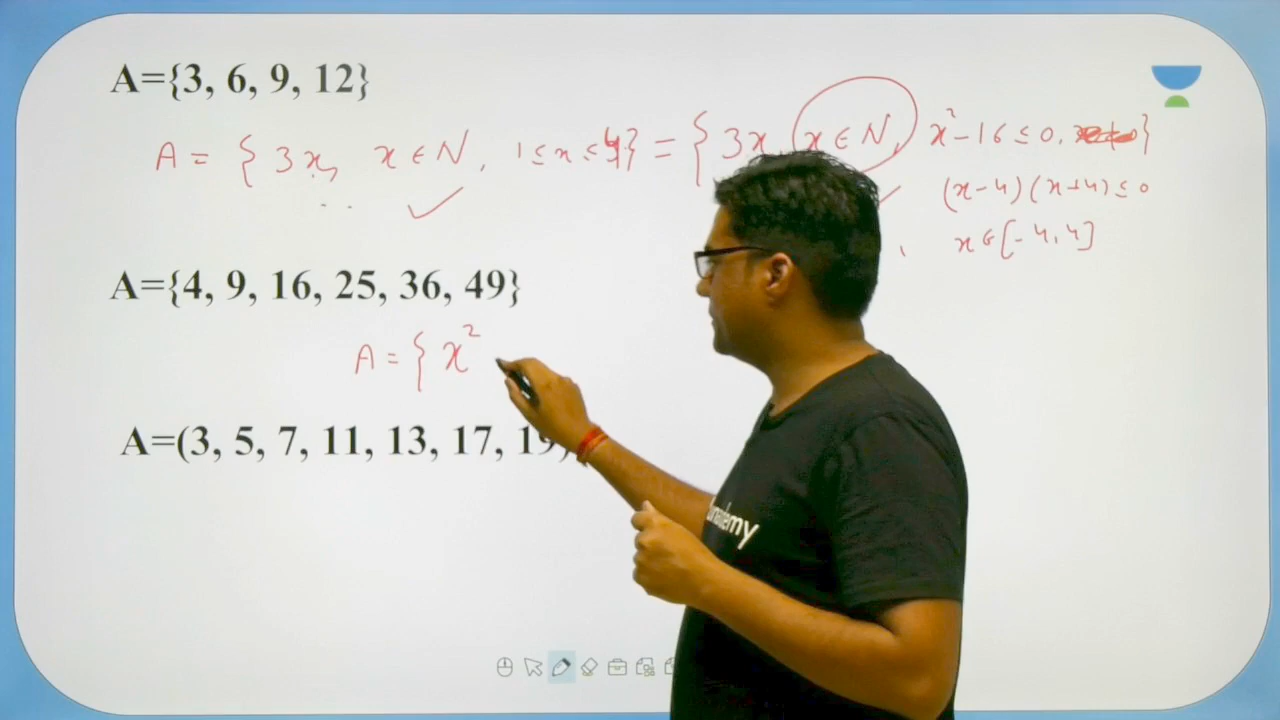 A={3, 6, 9, 12}
A = { 3x, x ∈ N, 1 ≤ x ≤ 4} = { 3x, x ∈ N, x² - 16 ≤ 0, }
(x - 4) (x + 4) ≤ 0
x ∈ [- 4, 4]
A={4, 9, 16, 25, 36, 49}
A = { x²
A=(3, 5, 7, 11, 13, 17, 19)